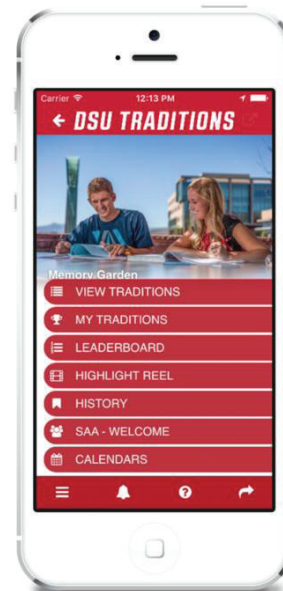 Carrier 12:13 PM
DSU TRADITIONS
Memory Garden
VIEW TRADITIONS
MY TRADITIONS
LEADERBOARD
HIGHLIGHT REEL
HISTORY
SAA - WELCOME
CALENDARS